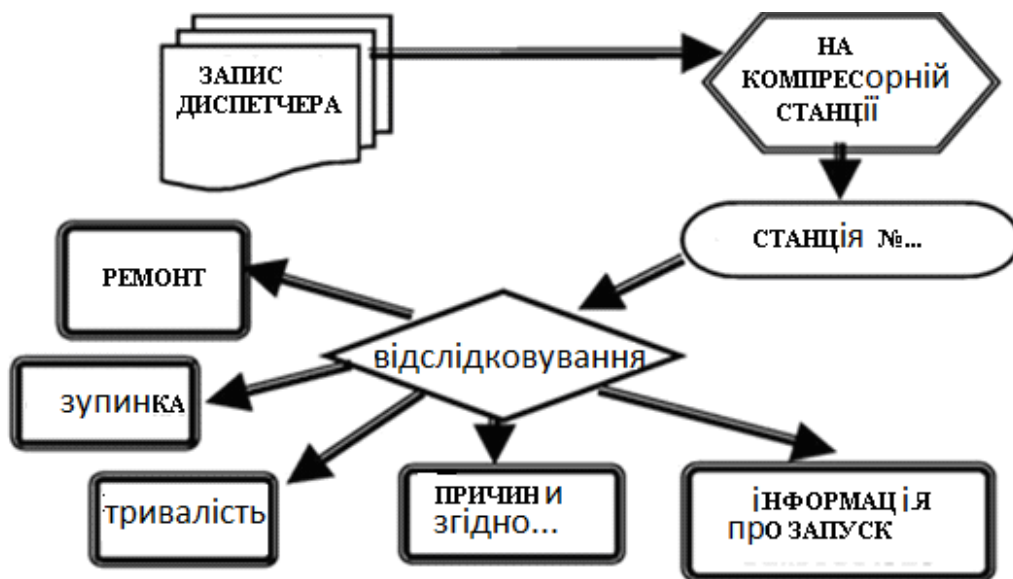 ЗАПИС
ДИСПЕТЧЕРА
НА
КОМПРЕСОРНІЙ
СТАНЦІЇ
СТАНЦІЯ №...
РЕМОНТ
відслідковування
зупинКА
тривалість
ПРИЧИНИ
згідно...
іНФОРМАЦіЯ
прО ЗАПУСК